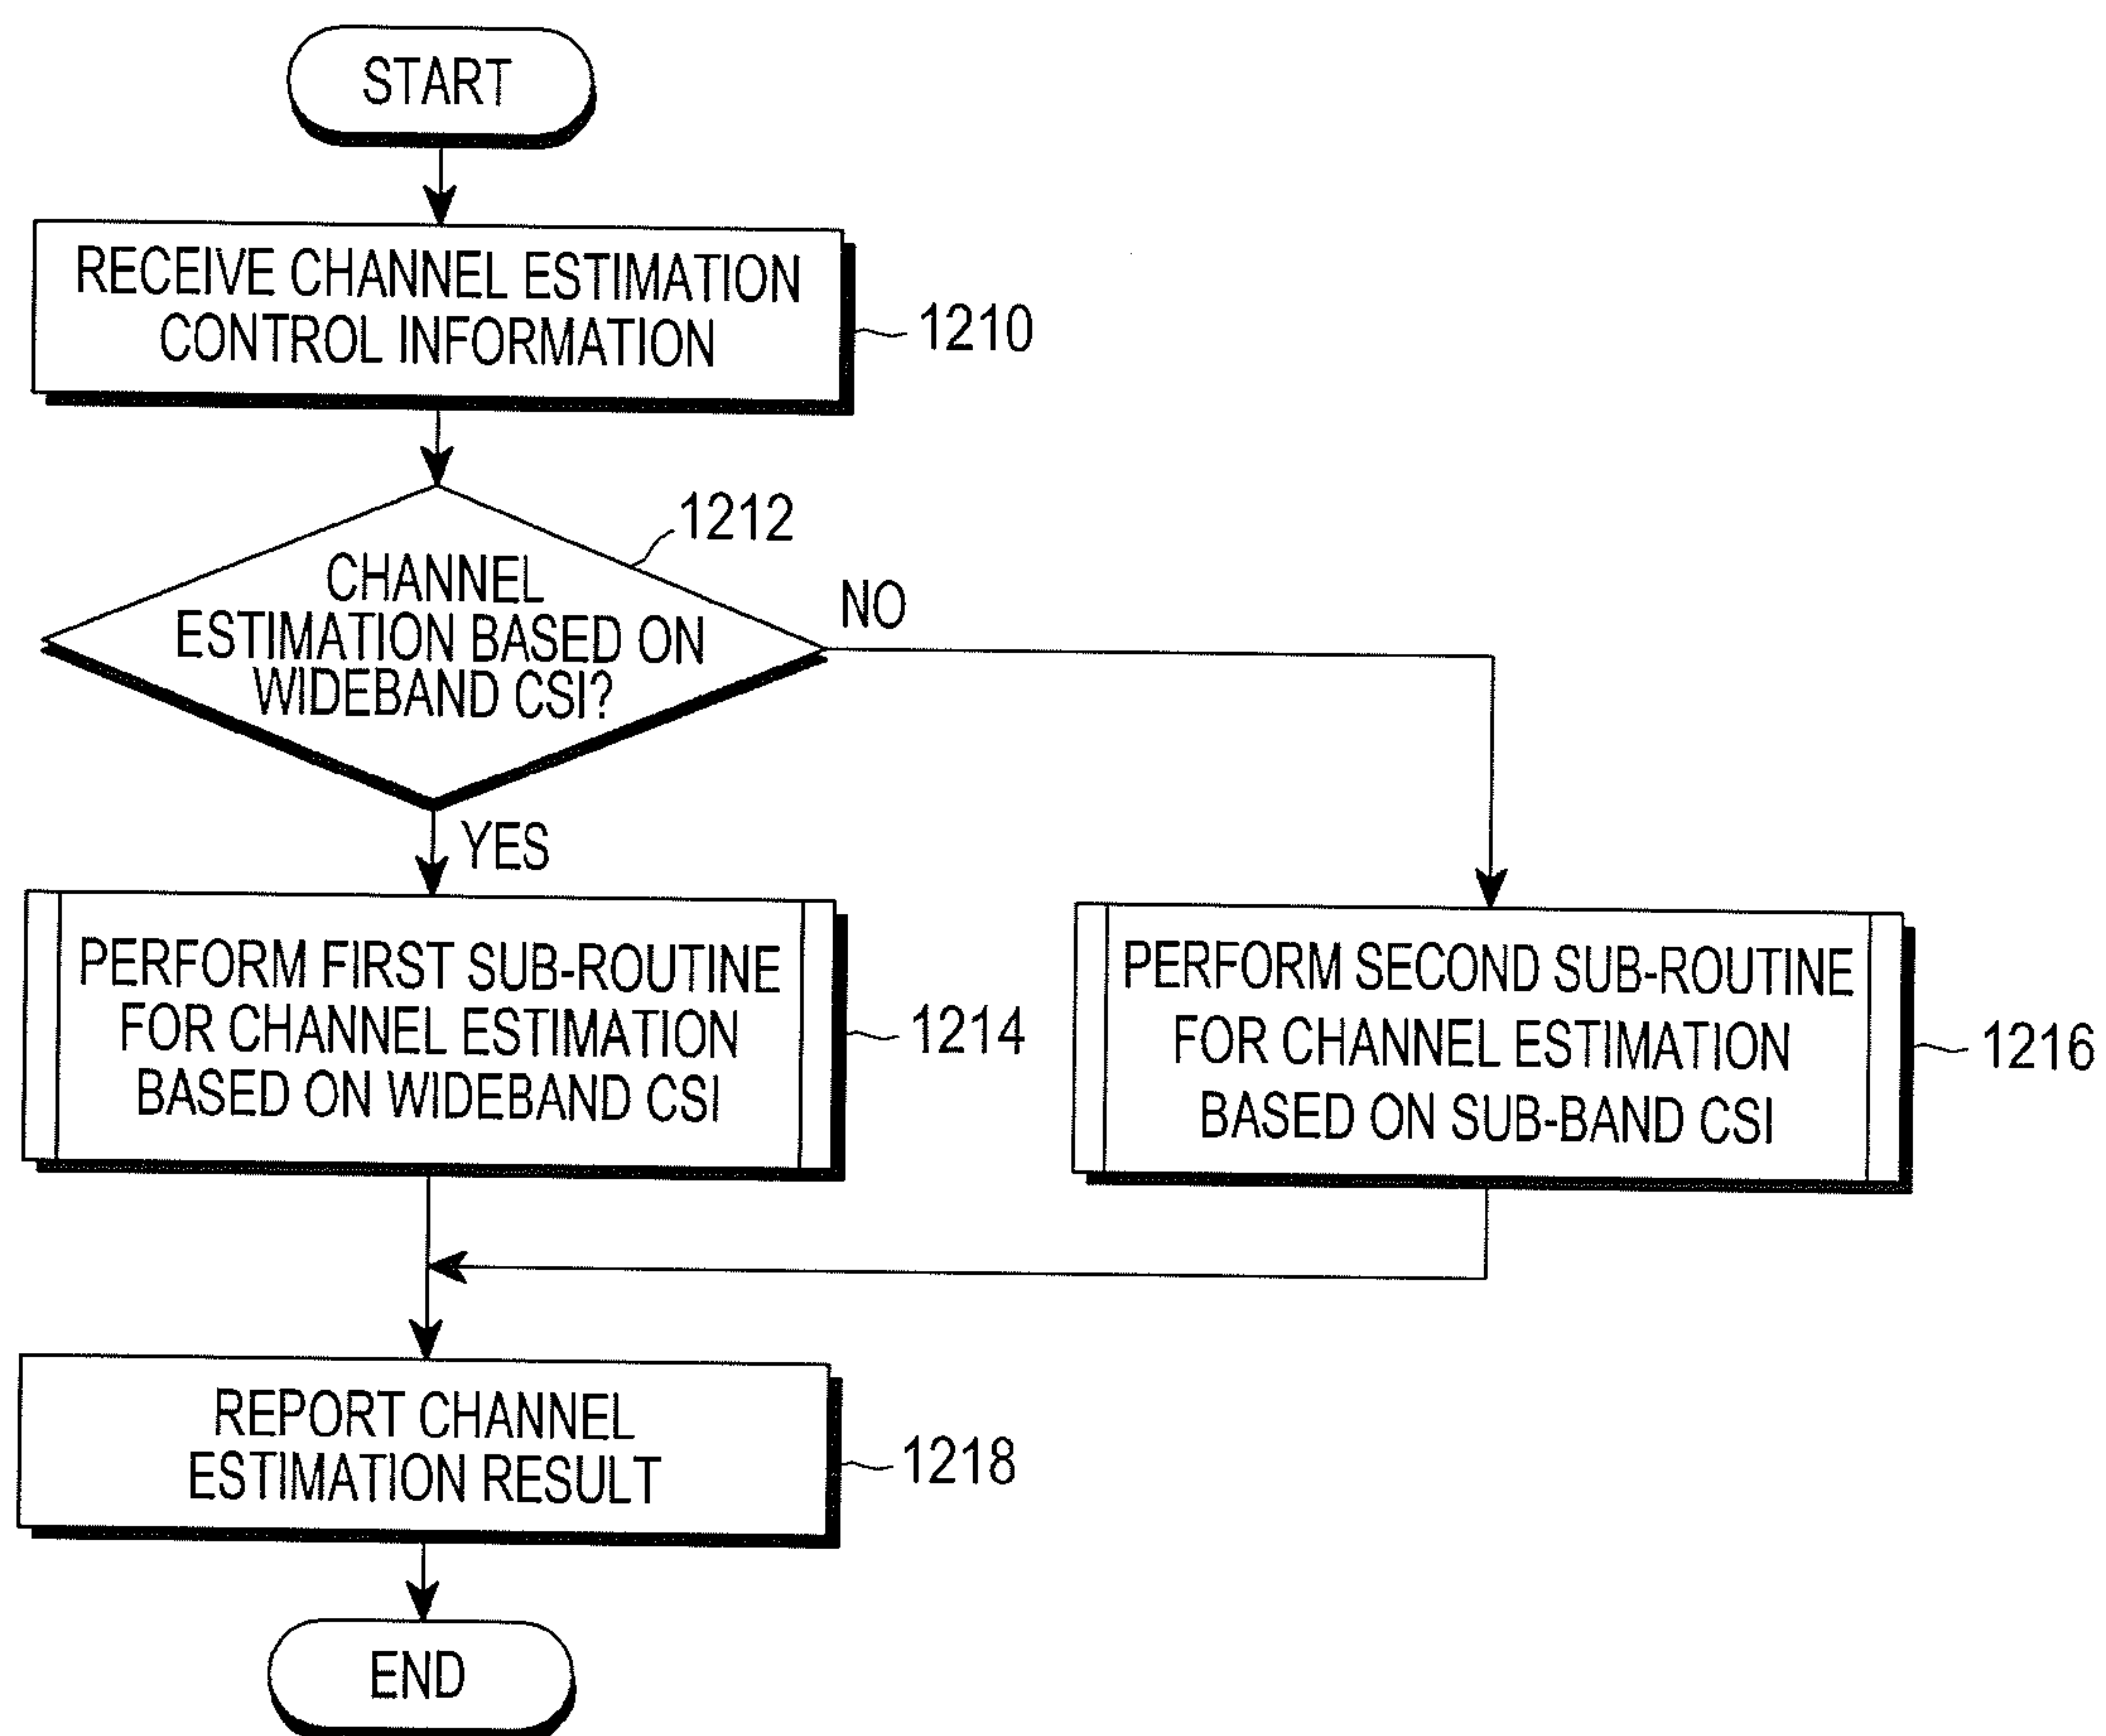 START
RECEIVE CHANNEL ESTIMATION
CONTROL INFORMATION
1210
1212
CHANNEL
ESTIMATION BASED ON
WIDEBAND CSI?
NO
YES
PERFORM FIRST SUB-ROUTINE
FOR CHANNEL ESTIMATION
BASED ON WIDEBAND CSI
1214
PERFORM SECOND SUB-ROUTINE
FOR CHANNEL ESTIMATION
BASED ON SUB-BAND CSI
1216
REPORT CHANNEL
ESTIMATION RESULT
1218
END